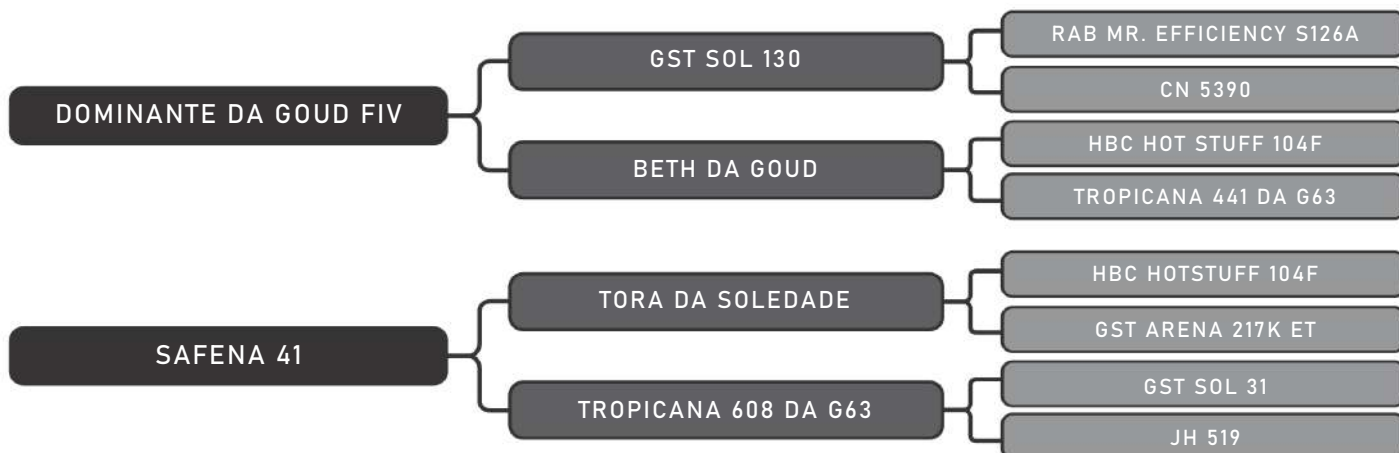 DOMINANTE DA GOUD FIV
GST SOL 130
RAB MR. EFFICIENCY S126A
CN 5390
BETH DA GOUD
HBC HOT STUFF 104F
TROPICANA 441 DA G63
SAFENA 41
TORA DA SOLEDADE
HBC HOTSTUFF 104F
GST ARENA 217K ET
TROPICANA 608 DA G63
GST SOL 31
JH 519